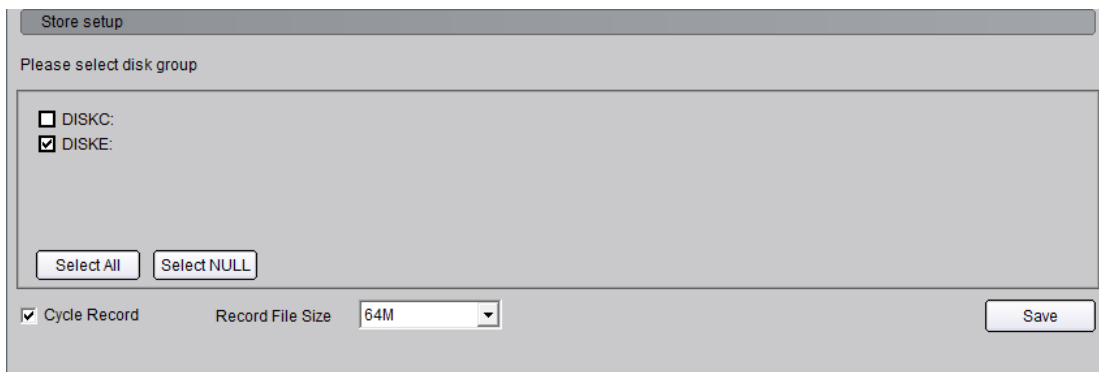 Store setup
Please select disk group
DISKC:
DISKE:
Select All Select NULL
Cycle Record Record File Size 64M Save